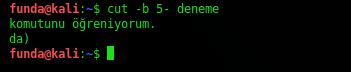 funda@kali:~$ cut -b 5- deneme
komutunu öğreniyorum.
da)
funda@kali:~$